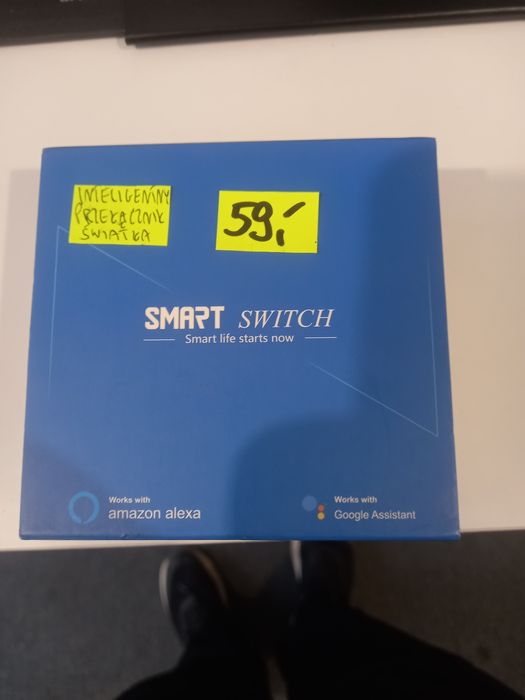 INTELIGENTNY
PRZEŁĄCZNIK
ŚWIATŁA
59,-
SMART SWITCH
Smart life starts now
Works with
amazon alexa
Works with
Google Assistant